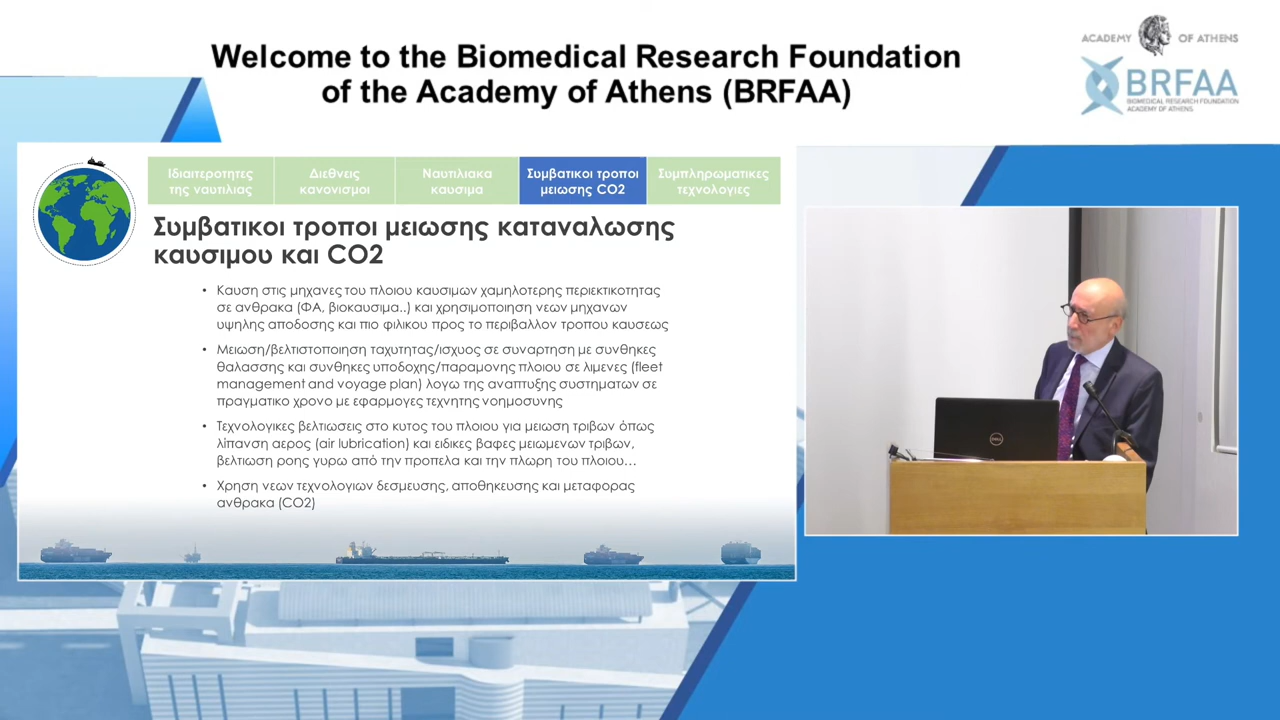 Welcome to the Biomedical Research Foundation
of the Academy of Athens (BRFAA)
ACADEMY OF ATHENS
BRFAA
BIOMEDICAL RESEARCH FOUNDATION
ACADEMY OF ATHENS
Ιδιαιτεροτητες
της ναυτιλιας
Διεθνεις
κανονισμοι
Ναυτιλιακα
καυσιμα
Συμβατικοι τροποι
μειωσης CO2
Συμπληρωματικες
τεχνολογιες
Συμβατικοι τροποι μειωσης καταναλωσης
καυσιμου και CO2
• Καυση στις μηχανες του πλοιου καυσιμων χαμηλοτερης περιεκτικοτητας
σε ανθρακα (ΦΑ, βιοκαυσιμα..) και χρησιμοποιηση νεων μηχανων
υψηλης αποδοσης και πιο φιλικου προς το περιβαλλον τροπου καυσεως
• Μειωση/βελτιστοποιηση ταχυτητας/ισχυος σε συναρτηση με συνθηκες
θαλασσης και συνθηκες υποδοχης/παραμονης πλοιου σε λιμενες (fleet
management and voyage plan) λογω της αναπτυξης συστηματων σε
πραγματικο χρονο με εφαρμογες τεχνητης νοημοσυνης
• Τεχνολογικες βελτιωσεις στο κυτος του πλοιου για μειωση τριβων όπως
λίπανση αερος (air lubrication) και ειδικες βαφες μειωμενων τριβων,
βελτιωση ροης γυρω από την προπελα και την πλωρη του πλοιου…
• Χρηση νεων τεχνολογιων δεσμευσης, αποθηκευσης και μεταφορας
ανθρακα (CO2)
DELL